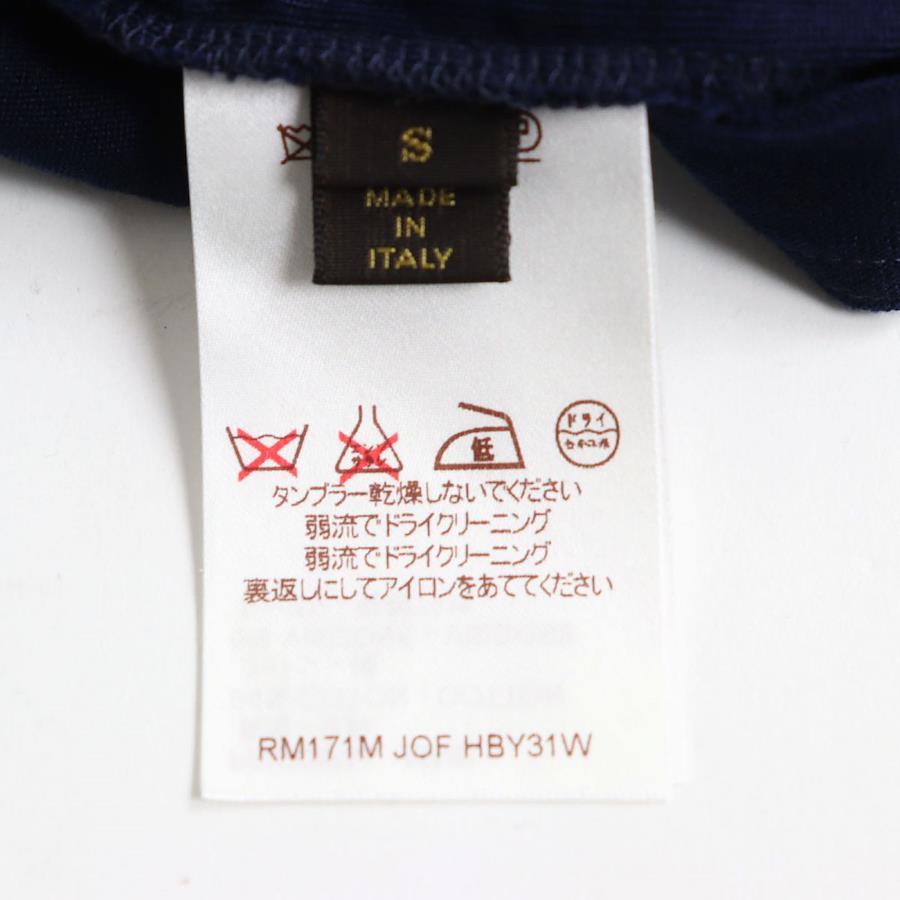 S
MADE
IN
ITALY
低
ドライ
セキユ系
タンブラー乾燥しないでください
弱流でドライクリーニング
弱流でドライクリーニング
裏返しにしてアイロンをあててください
RM171M JOF HBY31W